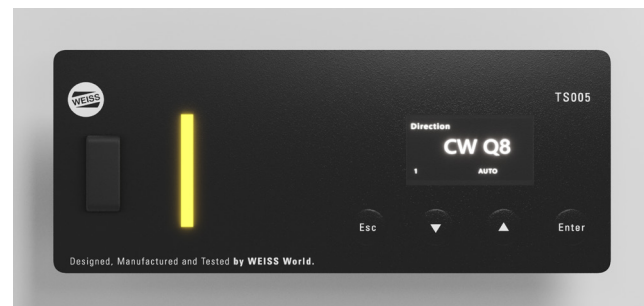 WEISS
TS005
Direction
CW Q8
1 AUTO
Esc ▼ ▲ Enter
Designed, Manufactured and Tested by WEISS World.